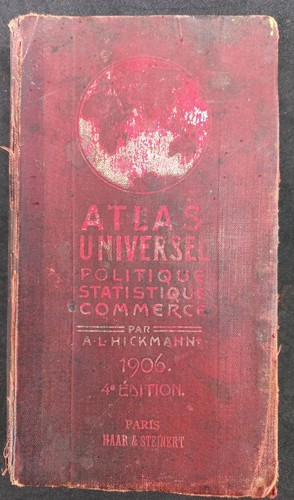 ATLAS
UNIVERSEL
POLITIQUE
STATISTIQUE
COMMERCE
PAR
A.L.HICKMANN.
1906.
4e ÉDITION.
PARIS
HAAR & STEINERT